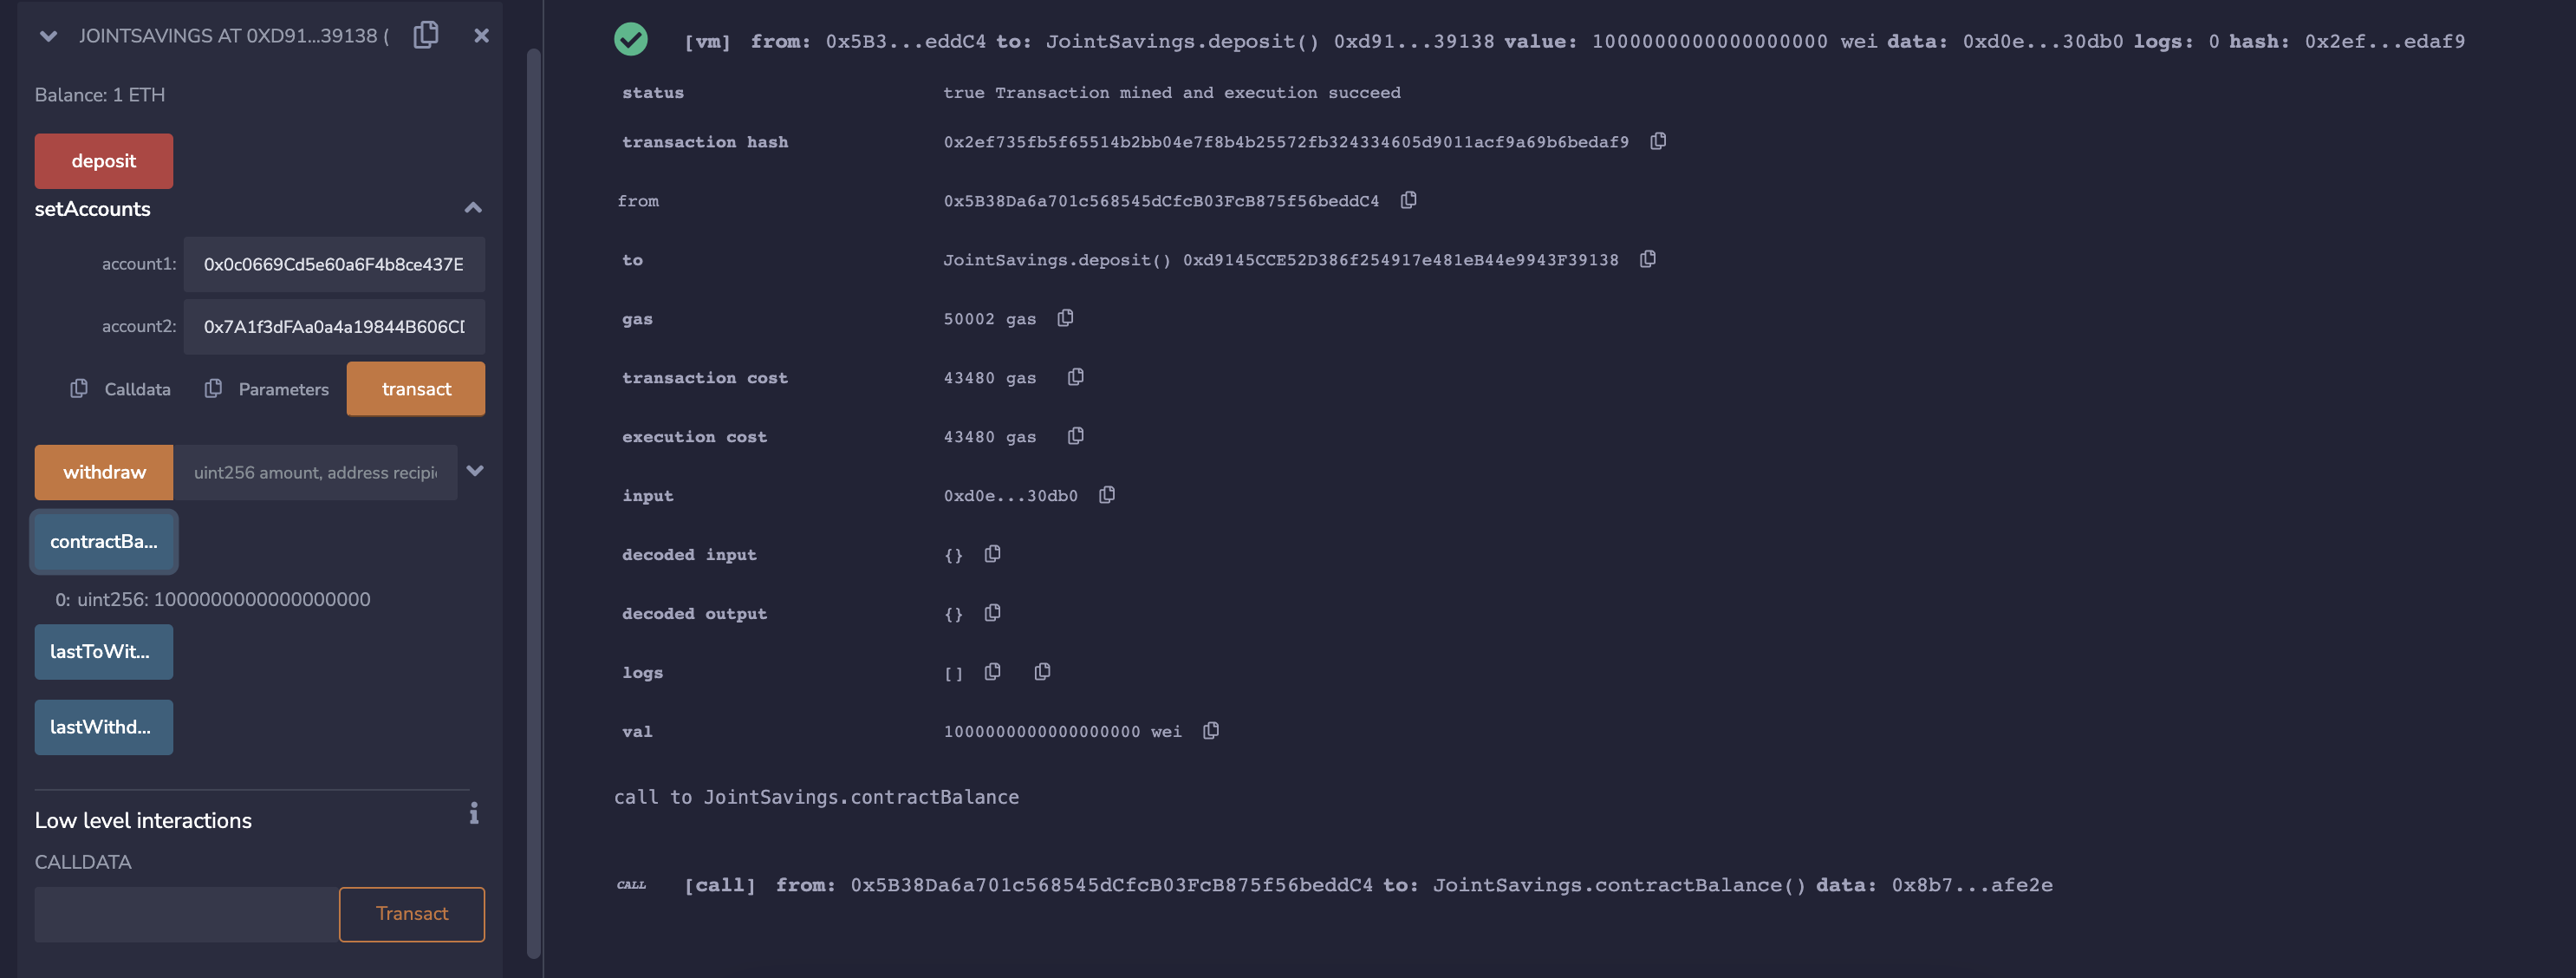 JOINTSAVINGS AT 0XD91...39138 (
Balance: 1 ETH
deposit
setAccounts
account1: 0x0c0669Cd5e60a6F4b8ce437E
account2: 0x7A1f3dFAa0a4a19844B606CD
Calldata Parameters transact
withdraw uint256 amount, address recipi
contractBa...
0: uint256: 1000000000000000000
lastToWit...
lastWithd...
Low level interactions
i
CALLDATA
Transact
[vm] from: 0x5B3...eddC4 to: JointSavings.deposit() 0xd91...39138 value: 1000000000000000000 wei data: 0xd0e...30db0 logs: 0 hash: 0x2ef...edaf9
status true Transaction mined and execution succeed
transaction hash 0x2ef735fb5f65514b2bb04e7f8b4b25572fb324334605d9011acf9a69b6bedaf9
from 0x5B38Da6a701c568545dCfcB03FcB875f56beddC4
to JointSavings.deposit() 0xd9145CCE52D386f254917e481eB44e9943F39138
gas 50002 gas
transaction cost 43480 gas
execution cost 43480 gas
input 0xd0e...30db0
decoded input {}
decoded output {}
logs []
val 1000000000000000000 wei
call to JointSavings.contractBalance
CALL [call] from: 0x5B38Da6a701c568545dCfcB03FcB875f56beddC4 to: JointSavings.contractBalance() data: 0x8b7...afe2e